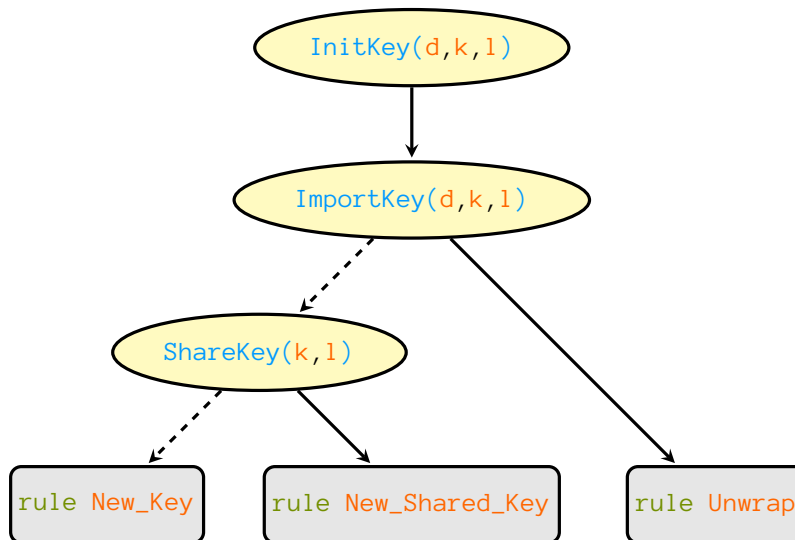 InitKey(d,k,l)
ImportKey(d,k,l)
ShareKey(k,l)
rule New_Key
rule New_Shared_Key
rule Unwrap